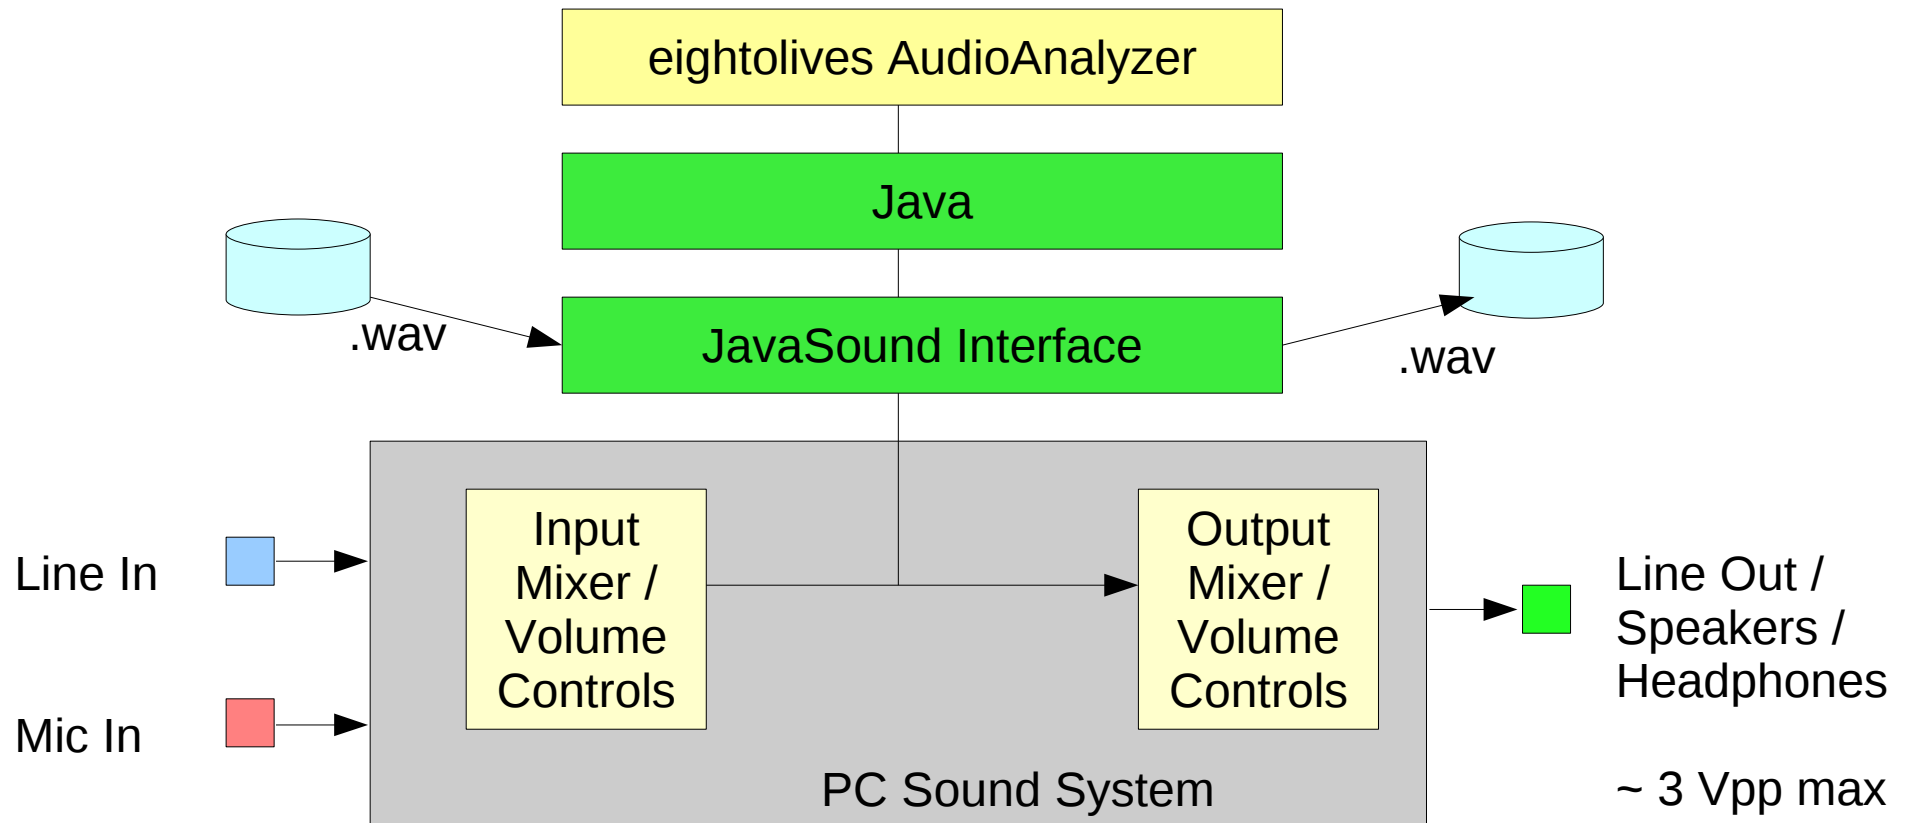 eightolives AudioAnalyzer
Java
JavaSound Interface
.wav
.wav
Line In
Mic In
Input
Mixer /
Volume
Controls
Output
Mixer /
Volume
Controls
PC Sound System
Line Out /
Speakers /
Headphones
~ 3 Vpp max